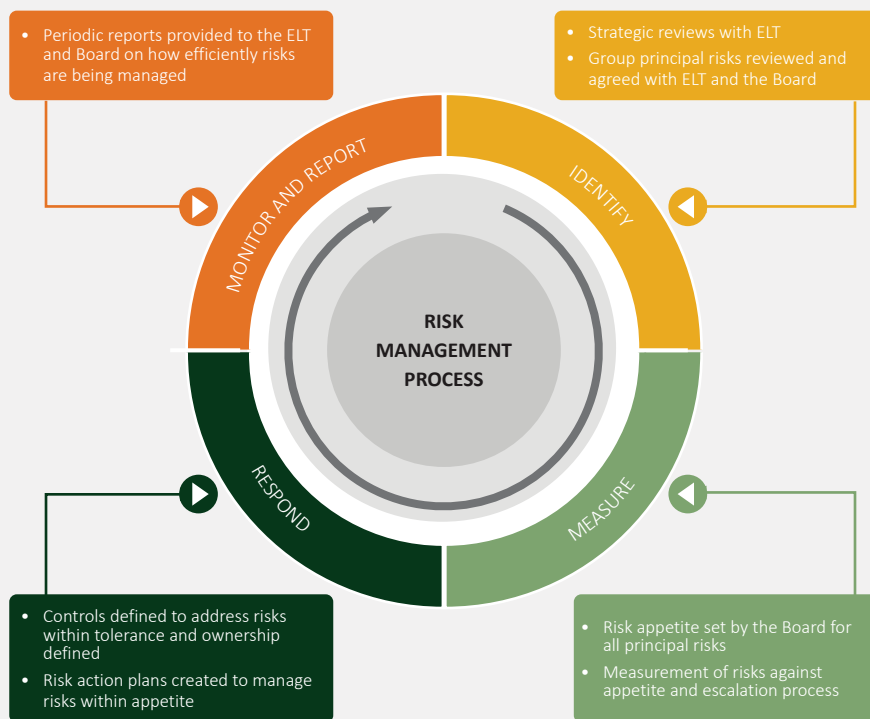 • Periodic reports provided to the ELT
and Board on how efficiently risks
are being managed
• Strategic reviews with ELT
• Group principal risks reviewed and
agreed with ELT and the Board
MONITOR AND REPORT
IDENTIFY
RISK
MANAGEMENT
PROCESS
RESPOND
MEASURE
• Controls defined to address risks
within tolerance and ownership
defined
• Risk action plans created to manage
risks within appetite
• Risk appetite set by the Board for
all principal risks
• Measurement of risks against
appetite and escalation process